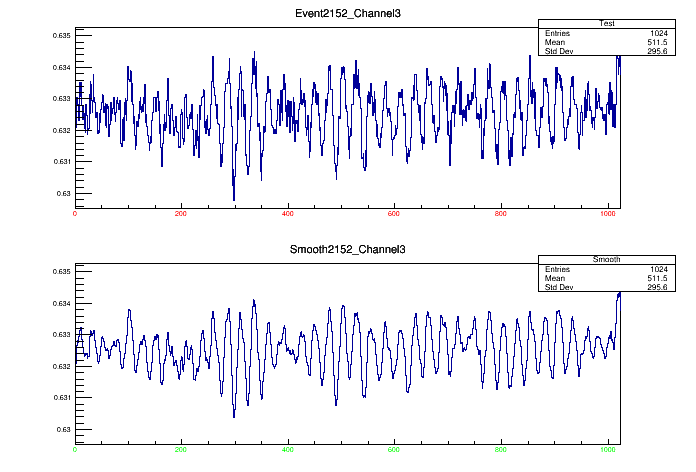 Event2152_Channel3
Test
Entries 1024
Mean 511.5
Std Dev 295.6
0.635
0.634
0.633
0.632
0.631
0.63
0 200 400 600 800 1000
Smooth2152_Channel3
Smooth
Entries 1024
Mean 511.5
Std Dev 295.6
0.635
0.634
0.633
0.632
0.631
0.63
0 200 400 600 800 1000